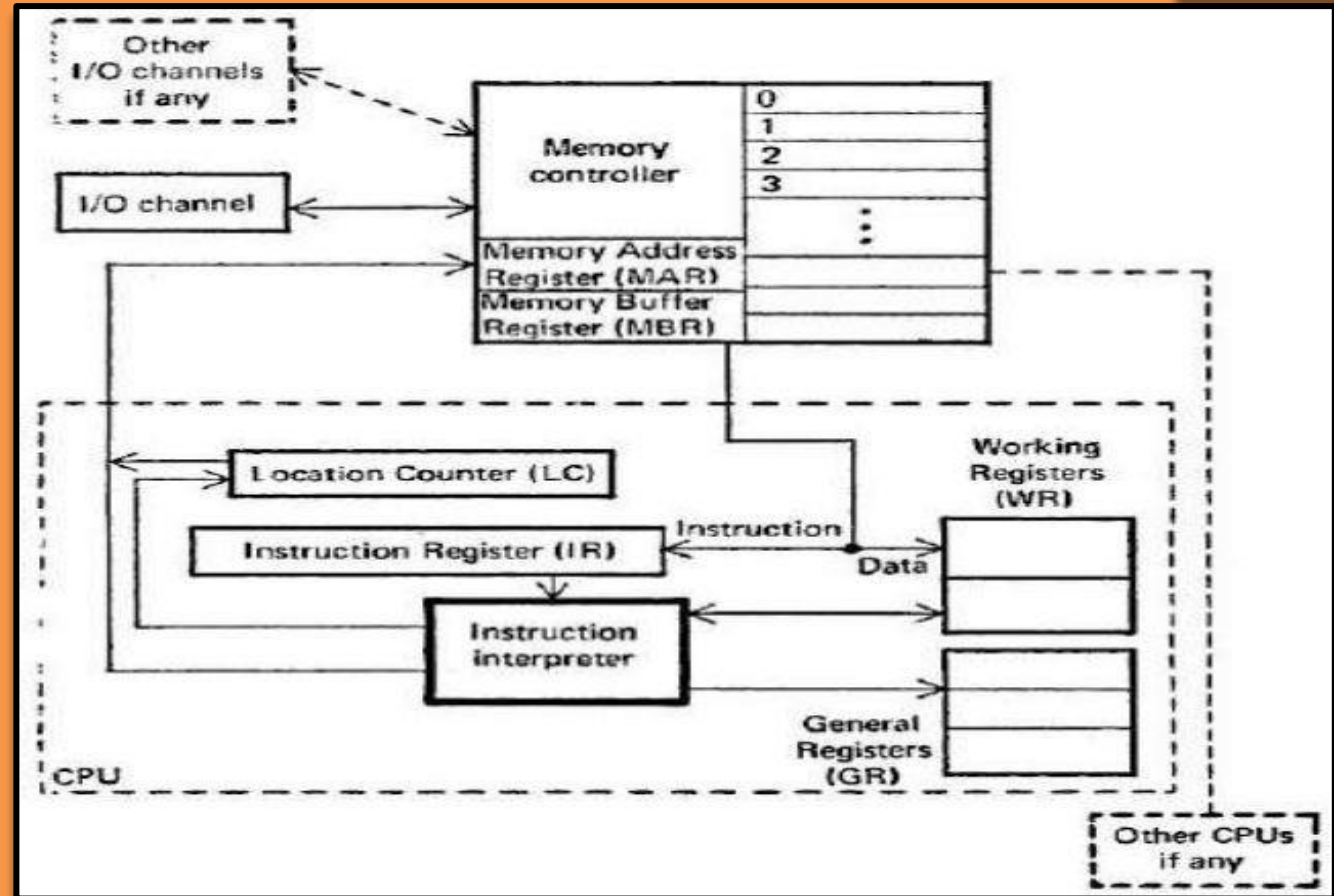 Other
I/O channels
if any
I/O channel
Memory
controller
0
1
2
3
Memory Address
Register (MAR)
Memory Buffer
Register (MBR)
Location Counter (LC)
Working
Registers
(WR)
Instruction Register (IR)
Instruction
Data
Instruction
interpreter
General
Registers
(GR)
CPU
Other CPUs
if any